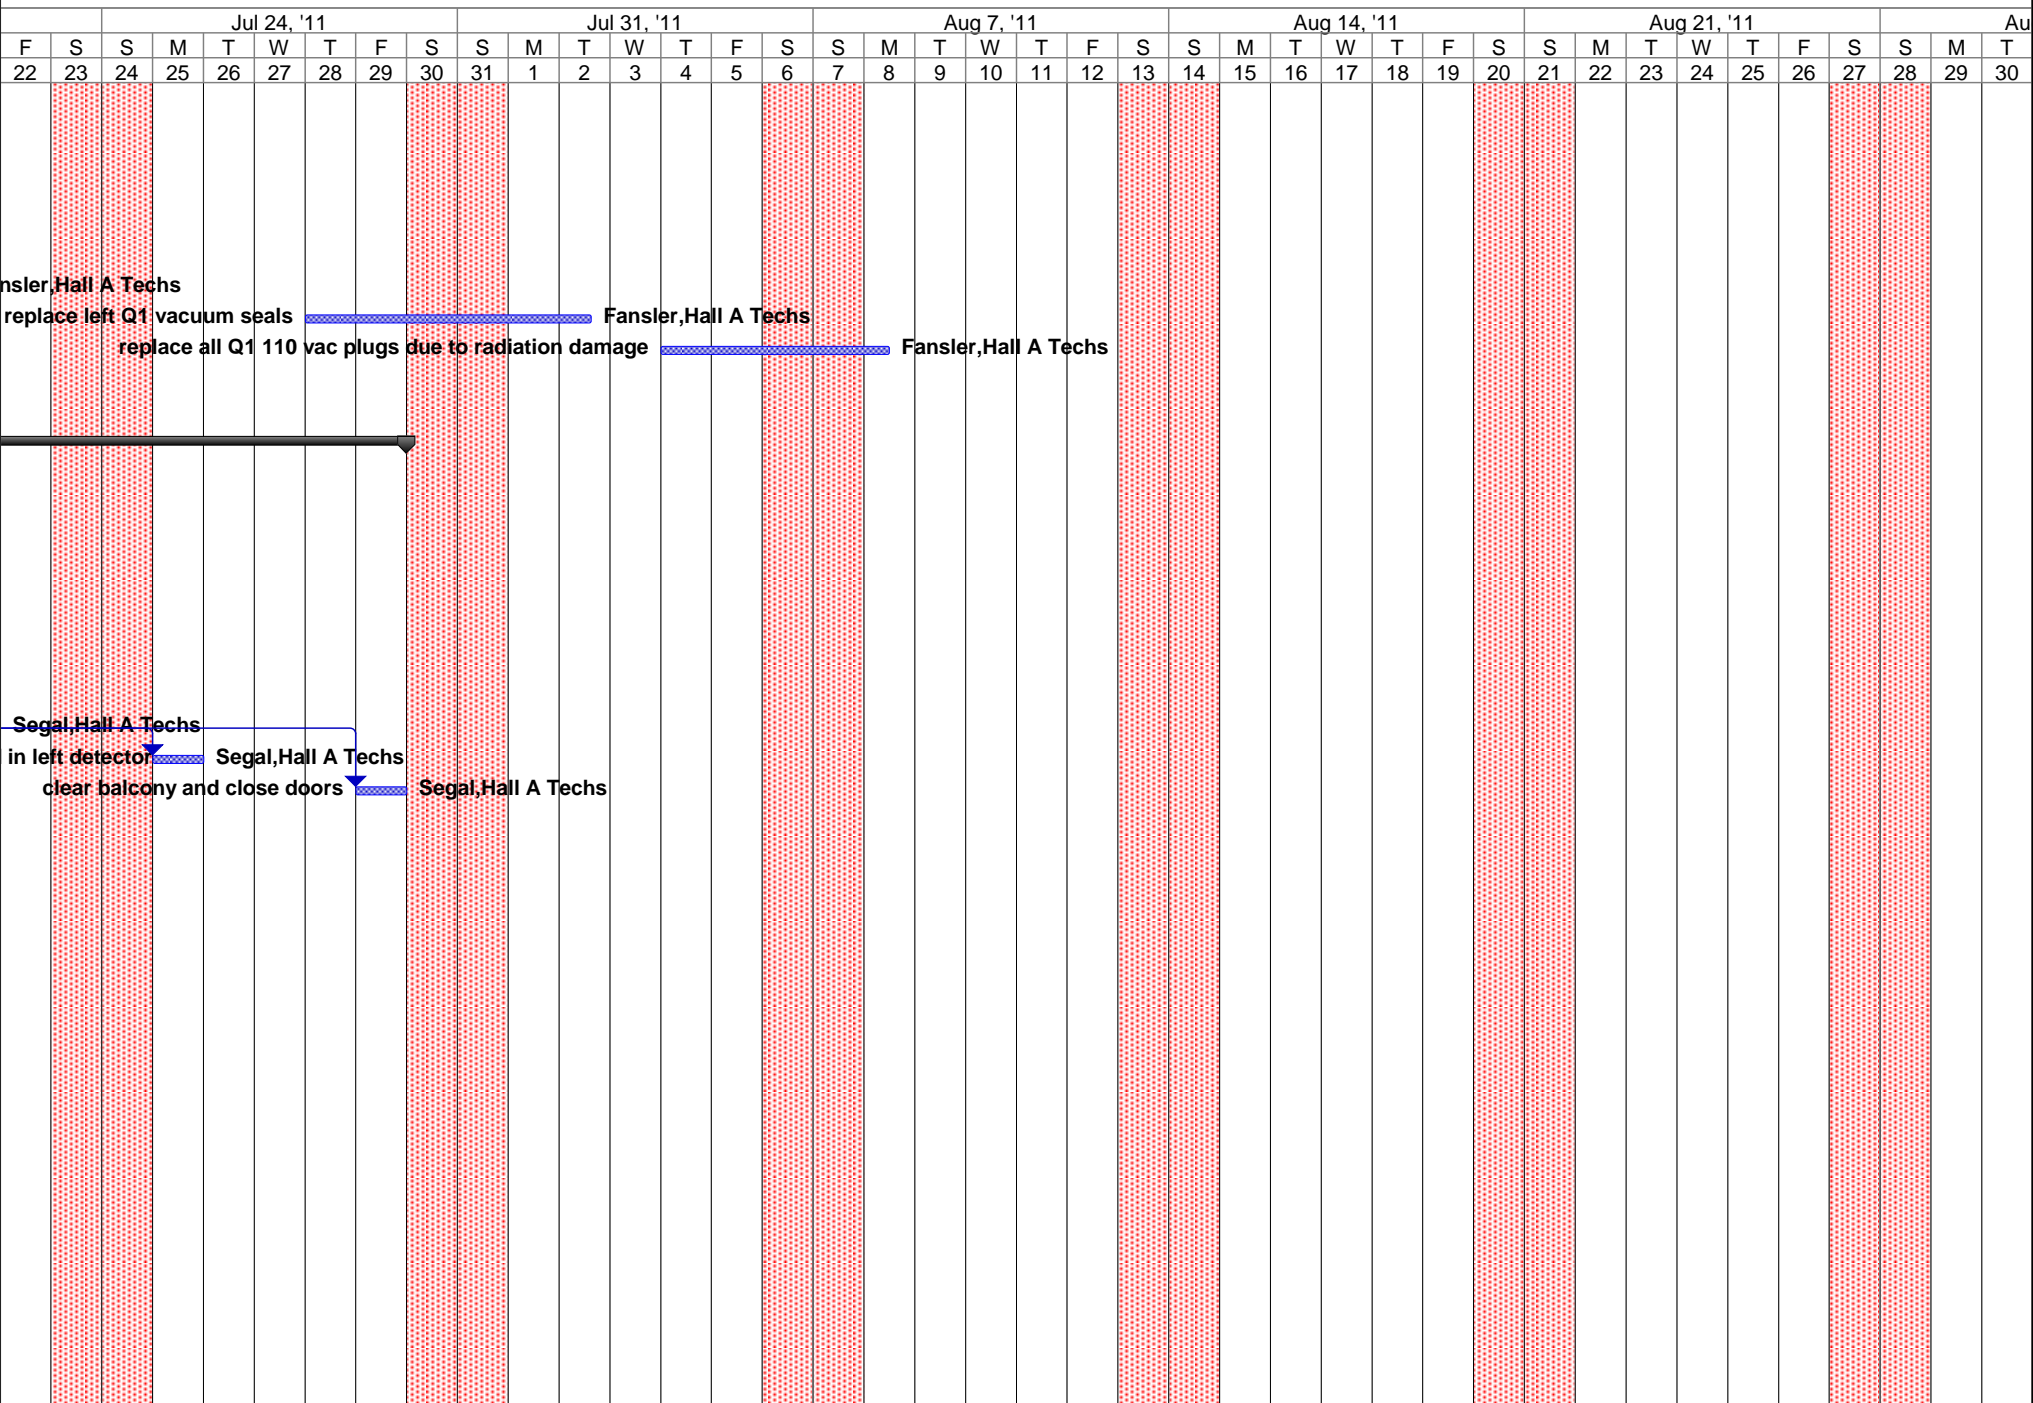 Jul 24, '11 Jul 31, '11 Aug 7, '11 Aug 14, '11 Aug 21, '11 Au
F S S M T W T F S S M T W T F S S M T W T F S S M T W T F S S M T W T F S S M T
22 23 24 25 26 27 28 29 30 31 1 2 3 4 5 6 7 8 9 10 11 12 13 14 15 16 17 18 19 20 21 22 23 24 25 26 27 28 29 30
nsler,Hall A Techs
replace left Q1 vacuum seals Fansler,Hall A Techs
replace all Q1 110 vac plugs due to radiation damage Fansler,Hall A Techs
Segal,Hall A Techs
in left detector Segal,Hall A Techs
clear balcony and close doors Segal,Hall A Techs